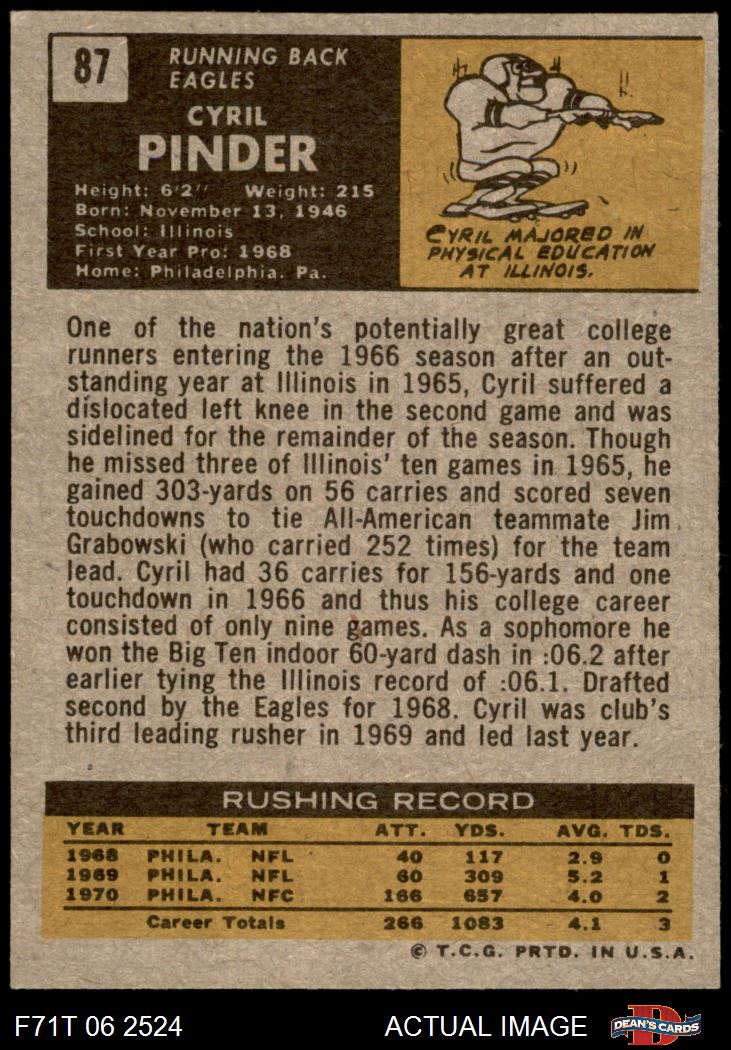 87
RUNNING BACK
EAGLES
CYRIL
PINDER
Height: 6'2" Weight: 215
Born: November 13, 1946
School: Illinois
First Year Pro: 1968
Home: Philadelphia, Pa.
CYRIL MAJORED IN
PHYSICAL EDUCATION
AT ILLINOIS.
One of the nation's potentially great college
runners entering the 1966 season after an out-
standing year at Illinois in 1965, Cyril suffered a
dislocated left knee in the second game and was
sidelined for the remainder of the season. Though
he missed three of Illinois' ten games in 1965, he
gained 303-yards on 56 carries and scored seven
touchdowns to tie All-American teammate Jim
Grabowski (who carried 252 times) for the team
lead. Cyril had 36 carries for 156-yards and one
touchdown in 1966 and thus his college career
consisted of only nine games. As a sophomore he
won the Big Ten indoor 60-yard dash in :06.2 after
earlier tying the Illinois record of :06.1. Drafted
second by the Eagles for 1968. Cyril was club's
third leading rusher in 1969 and led last year.
RUSHING RECORD
YEAR TEAM ATT. YDS. AVG. TDS.
1968 PHILA. NFL 40 117 2.9 0
1969 PHILA. NFL 60 309 5.2 1
1970 PHILA. NFC 166 657 4.0 2
Career Totals 266 1083 4.1 3
© T.C.G. PRTD. IN U.S.A.
F71T 06 2524 ACTUAL IMAGE D DEAN'S CARDS